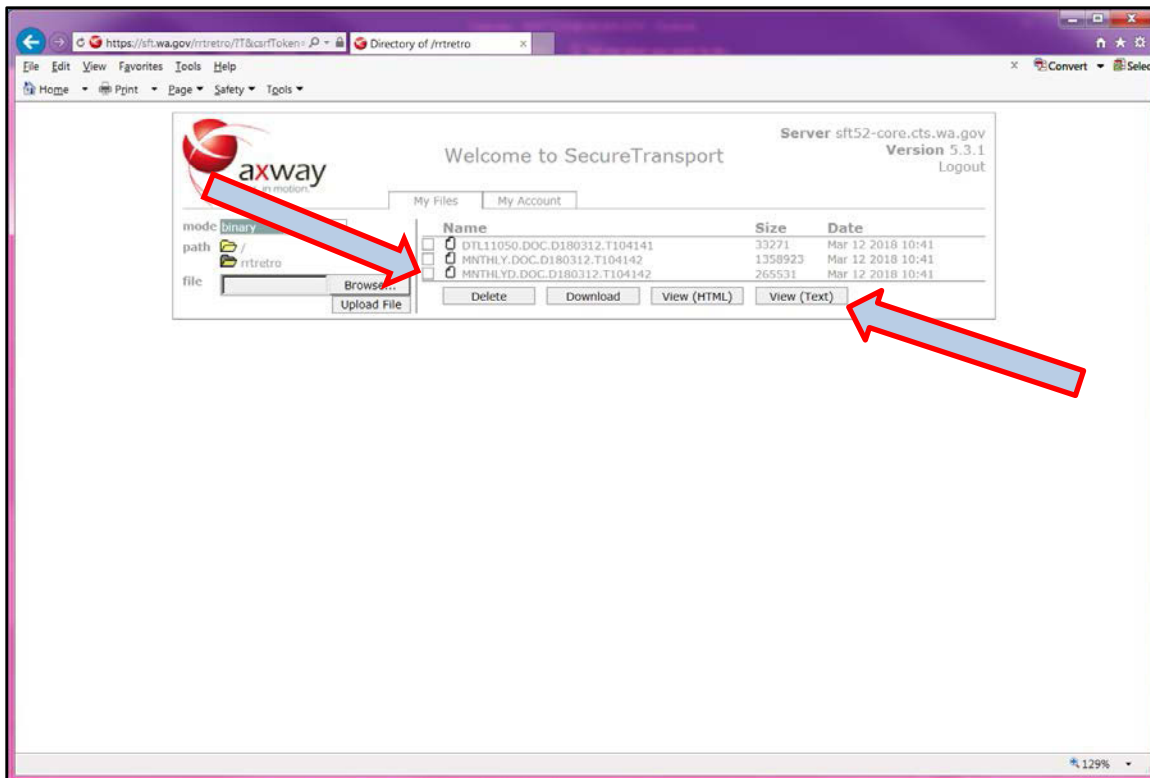 https://sft.wa.gov/rrtretro/?T&csrfToken= Directory of /rrtretro
File Edit View Favorites Tools Help
Convert Selec
Home Print Page Safety Tools
axway
in motion.
Welcome to SecureTransport
Server sft52-core.cts.wa.gov
Version 5.3.1
Logout
My Files My Account
mode binary
path /
rrtretro
file Browse...
Upload File
Name Size Date
DTL11050.DOC.D180312.T104141 33271 Mar 12 2018 10:41
MNTHLY.DOC.D180312.T104142 1358923 Mar 12 2018 10:41
MNTHLYD.DOC.D180312.T104142 265531 Mar 12 2018 10:41
Delete Download View (HTML) View (Text)
129%